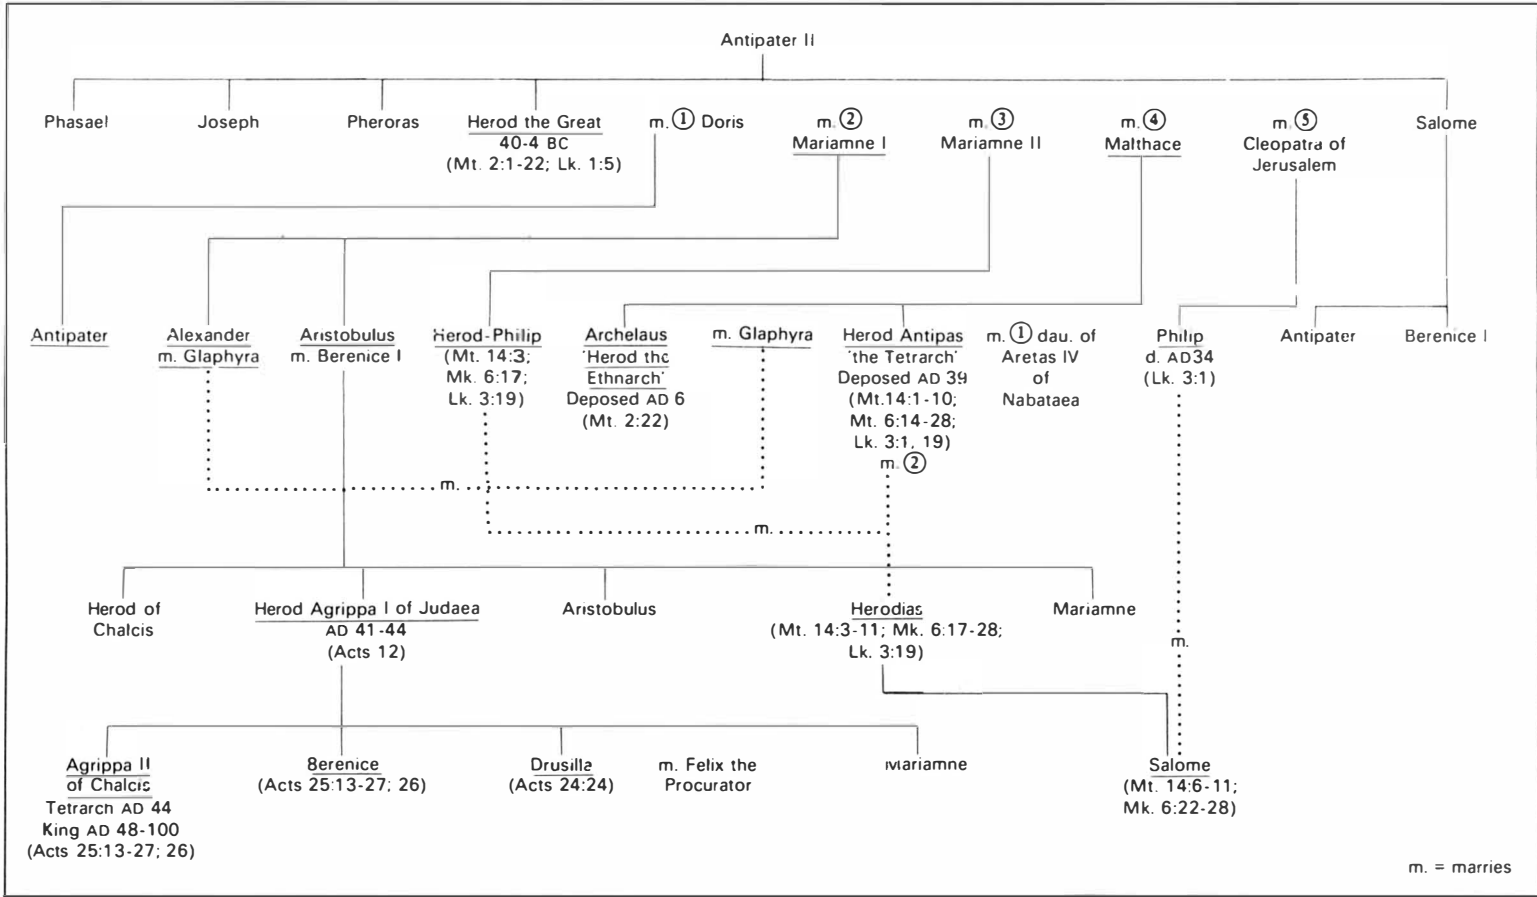 Antipater II
Phasael
Joseph
Pheroras
Herod the Great
40-4 BC
(Mt. 2:1-22; Lk. 1:5)
m. ① Doris
m. ②
Mariamne I
m. ③
Mariamne II
m. ④
Malthace
m. ⑤
Cleopatra of
Jerusalem
Salome
Antipater
Alexander
m. Glaphyra
Aristobulus
m. Berenice I
Herod-Philip
(Mt. 14:3;
Mk. 6:17;
Lk. 3:19)
Archelaus
'Herod the
Ethnarch'
Deposed AD 6
(Mt. 2:22)
m. Glaphyra
Herod Antipas
'the Tetrarch'
Deposed AD 39
(Mt.14:1-10;
Mt. 6:14-28;
Lk. 3:1, 19)
m. ②
m. ① dau. of
Aretas IV
of
Nabataea
Philip
d. AD34
(Lk. 3:1)
Antipater
Berenice I
m.
m.
Herod of
Chalcis
Herod Agrippa I of Judaea
AD 41-44
(Acts 12)
Aristobulus
Herodias
(Mt. 14:3-11; Mk. 6:17-28;
Lk. 3:19)
Mariamne
m.
Agrippa II
of Chalcis
Tetrarch AD 44
King AD 48-100
(Acts 25:13-27; 26)
Berenice
(Acts 25:13-27; 26)
Drusilla
(Acts 24:24)
m. Felix the
Procurator
Mariamne
Salome
(Mt. 14:6-11;
Mk. 6:22-28)
m. = marries